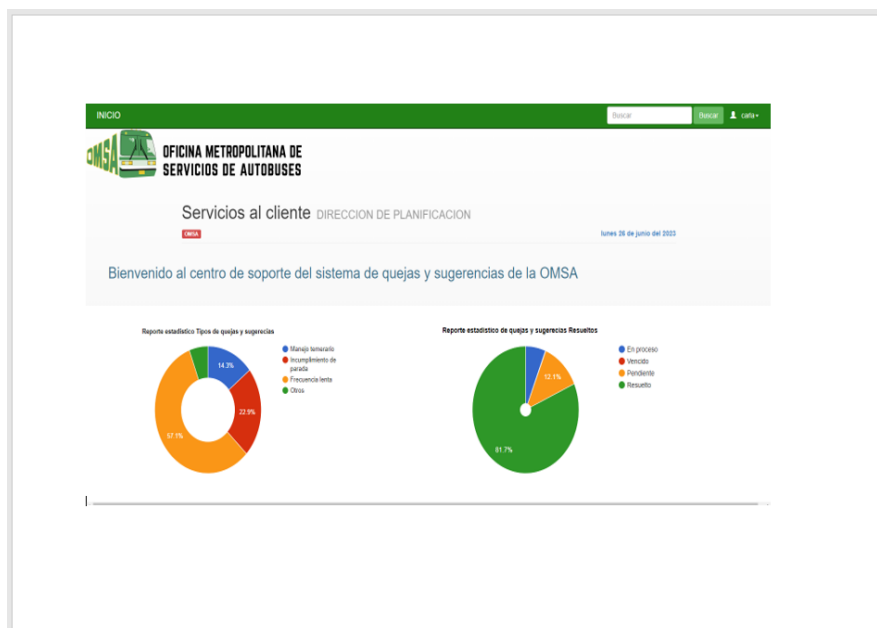 INICIO
Buscar
Buscar
carla
OMSA
OFICINA METROPOLITANA DE
SERVICIOS DE AUTOBUSES
Servicios al cliente DIRECCION DE PLANIFICACION
OMSA
lunes 26 de junio del 2023
Bienvenido al centro de soporte del sistema de quejas y sugerencias de la OMSA
Reporte estadístico Tipos de quejas y sugerecias
Manejo temerario
Incumplimiento de
parada
Frecuencia lenta
Otros
14.3%
22.9%
57.1%
Reporte estadistico de quejas y sugerecias Resueltos
En proceso
Vencido
Pendiente
Resuelto
12.1%
81.7%